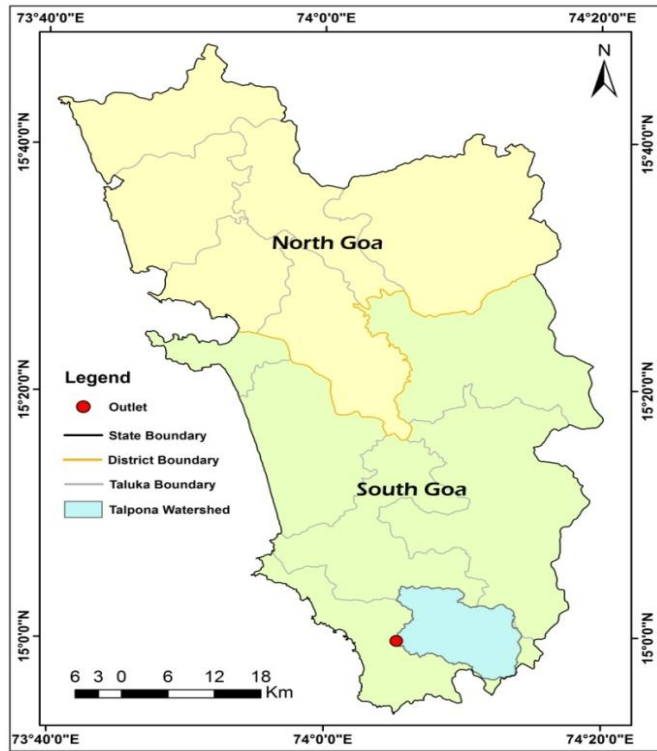 73°40'0"E
74°0'0"E
74°20'0"E
N
15°40'0"N
15°40'0"N
North Goa
15°20'0"N
15°20'0"N
Legend
Outlet
State Boundary
District Boundary
Taluka Boundary
Talpona Watershed
South Goa
15°0'0"N
15°0'0"N
6 3 0 6 12 18
Km
73°40'0"E
74°0'0"E
74°20'0"E